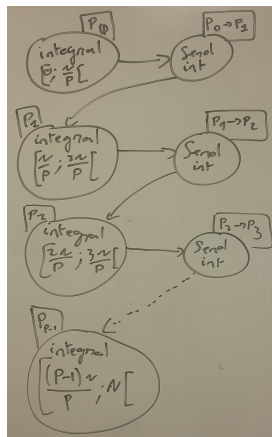 P0
P0→P1
integral
[0; N/P[
Send
int
P1
P1→P2
integral
[N/P; 2N/P[
Send
int
P2
P2→P3
integral
[2N/P; 3N/P[
Send
int
P P-1
integral
[(P-1)N/P; N[